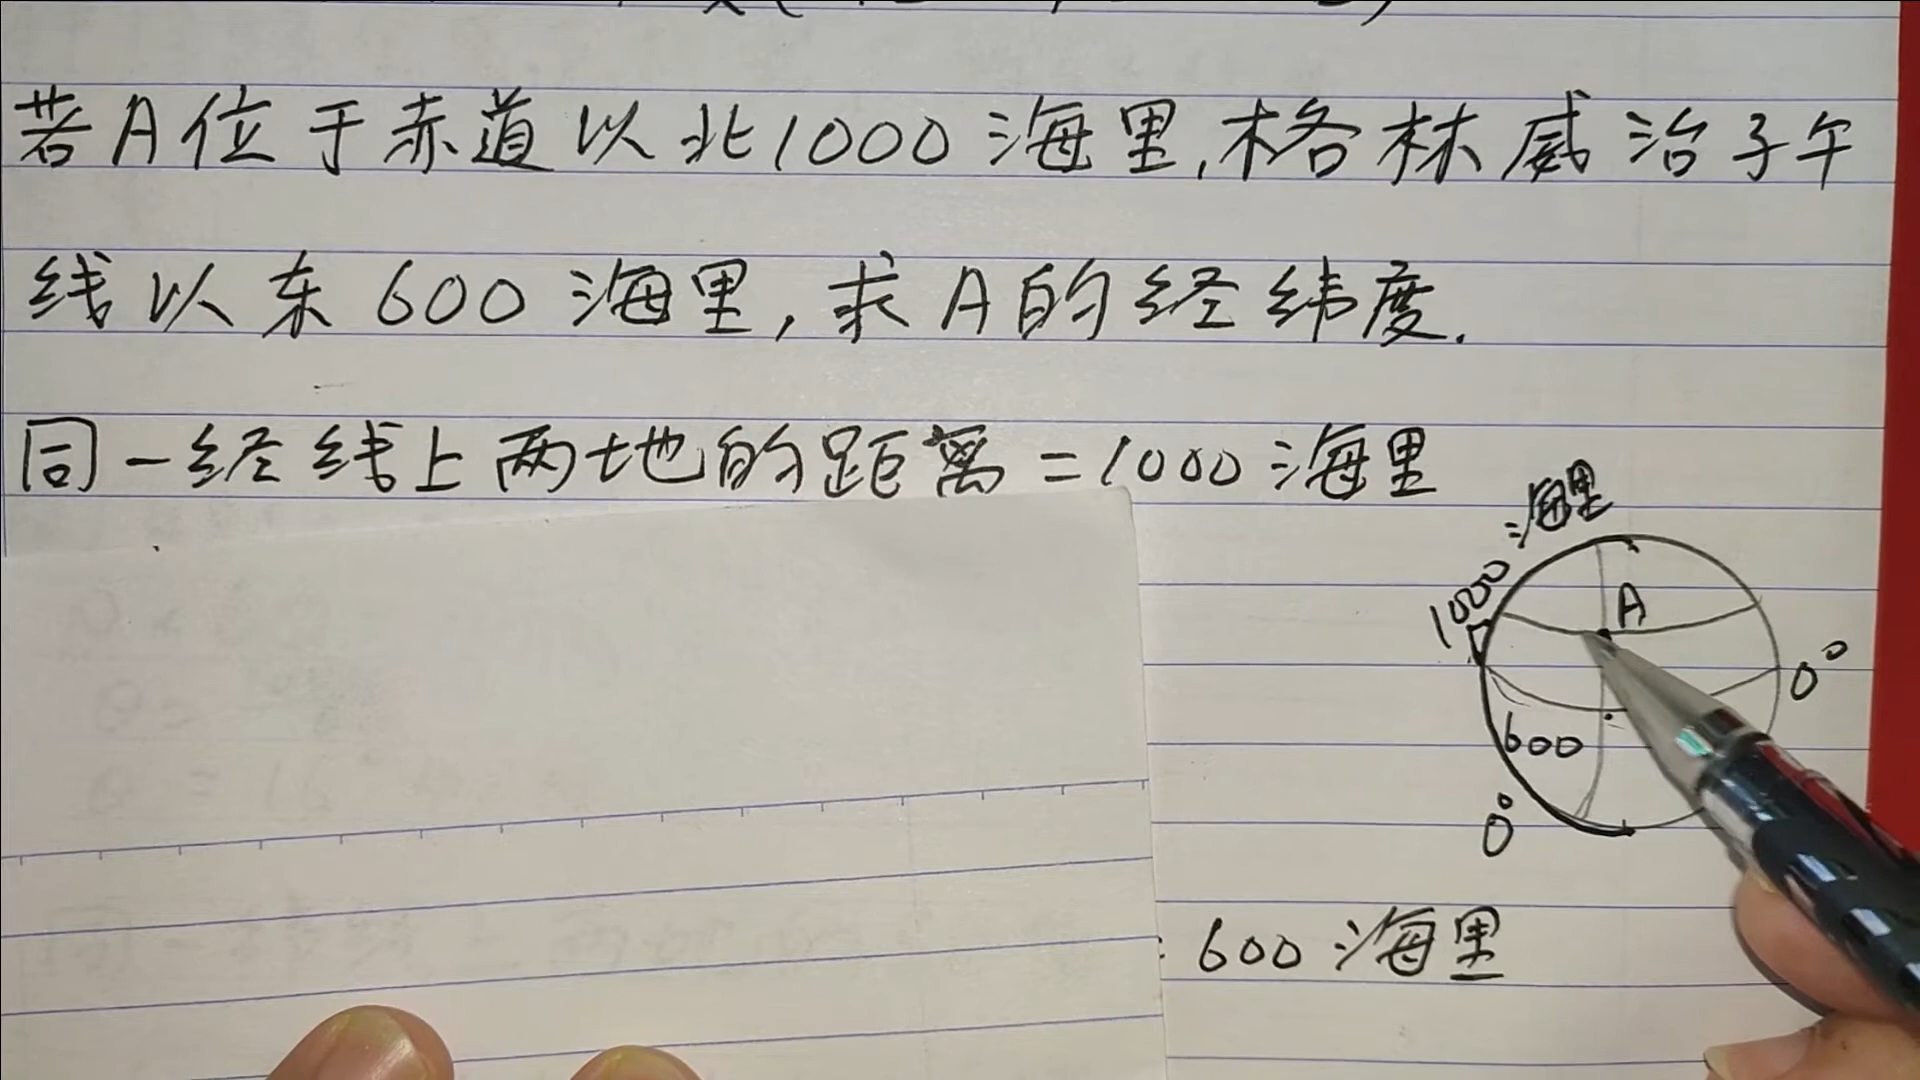 若A位于赤道以北1000海里,格林威治子午
线以东600海里,求A的经纬度.
同一经线上两地的距离=1000海里
1000海里
A
0°
600
0°
=600海里